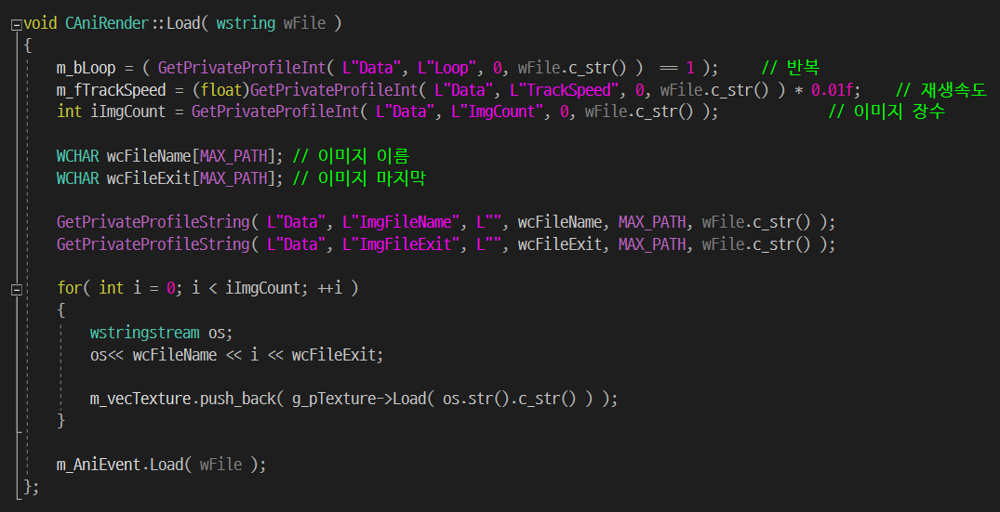 void CAniRender::Load( wstring wFile )
{
    m_bLoop = ( GetPrivateProfileInt( L"Data", L"Loop", 0, wFile.c_str() )  == 1 );     // 반복
    m_fTrackSpeed = (float)GetPrivateProfileInt( L"Data", L"TrackSpeed", 0, wFile.c_str() ) * 0.01f;    // 재생속도
    int iImgCount = GetPrivateProfileInt( L"Data", L"ImgCount", 0, wFile.c_str() );             // 이미지 장수

    WCHAR wcFileName[MAX_PATH]; // 이미지 이름
    WCHAR wcFileExit[MAX_PATH]; // 이미지 마지막

    GetPrivateProfileString( L"Data", L"ImgFileName", L"", wcFileName, MAX_PATH, wFile.c_str() );
    GetPrivateProfileString( L"Data", L"ImgFileExit", L"", wcFileExit, MAX_PATH, wFile.c_str() );

    for( int i = 0; i < iImgCount; ++i )
    {
        wstringstream os;
        os<< wcFileName << i << wcFileExit;

        m_vecTexture.push_back( g_pTexture->Load( os.str().c_str() ) );
    }

    m_AniEvent.Load( wFile );
};